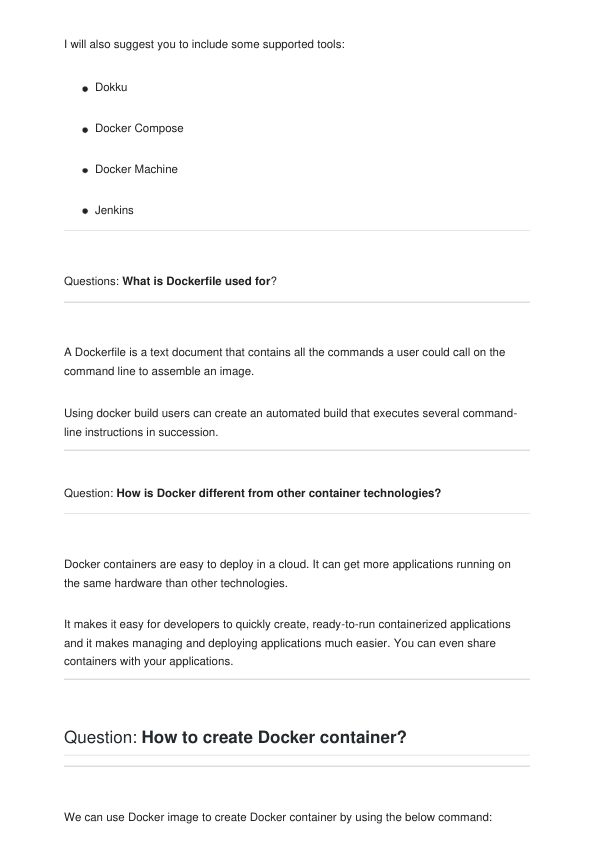 I will also suggest you to include some supported tools:
● Dokku
● Docker Compose
● Docker Machine
● Jenkins
Questions: What is Dockerfile used for?
A Dockerfile is a text document that contains all the commands a user could call on the
command line to assemble an image.
Using docker build users can create an automated build that executes several command-
line instructions in succession.
Question: How is Docker different from other container technologies?
Docker containers are easy to deploy in a cloud. It can get more applications running on
the same hardware than other technologies.
It makes it easy for developers to quickly create, ready-to-run containerized applications
and it makes managing and deploying applications much easier. You can even share
containers with your applications.
Question: How to create Docker container?
We can use Docker image to create Docker container by using the below command: